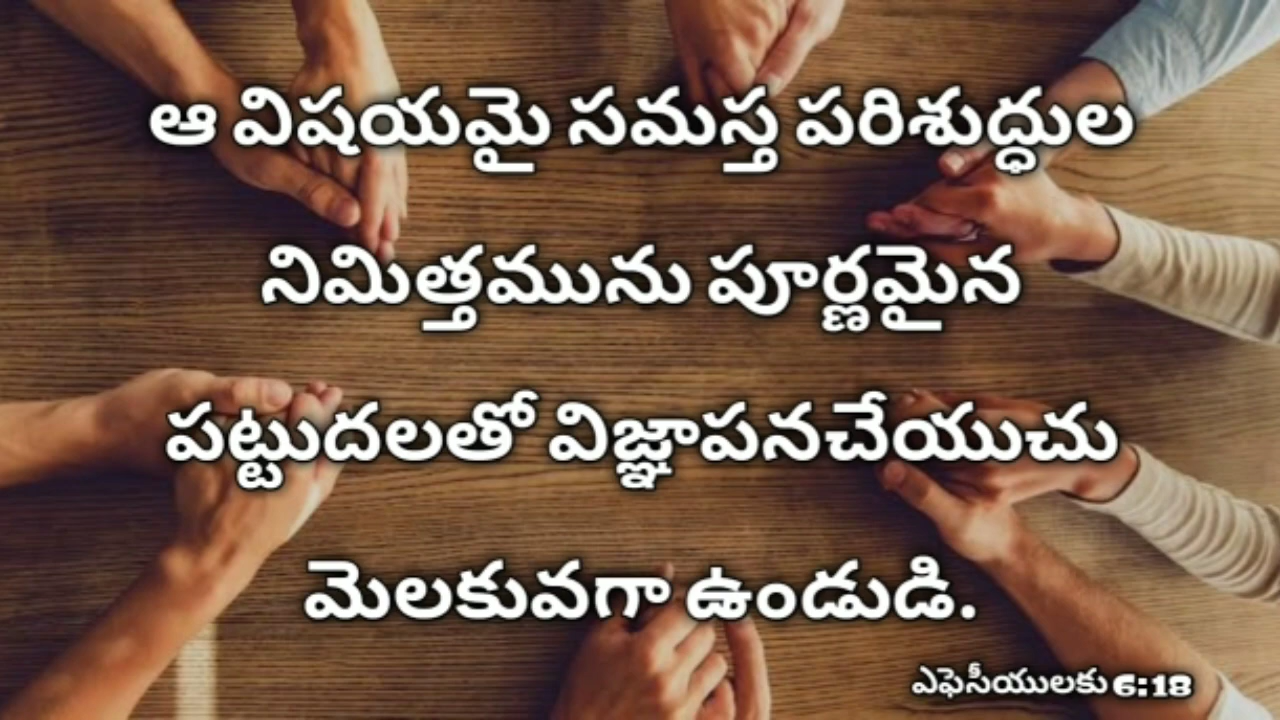 ఆ విషయమై సమస్త పరిశుద్ధుల
నిమిత్తమును పూర్ణమైన
పట్టుదలతో విజ్ఞాపనచేయుచు
మెలకువగా ఉండుడి.
ఎఫెసీయులకు 6:18